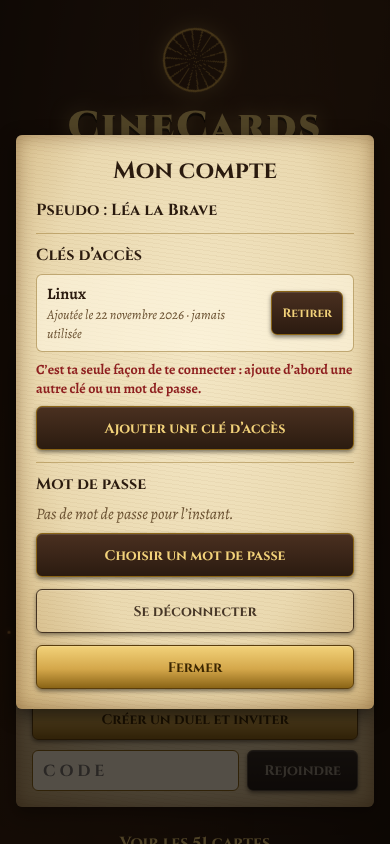 CINECARDS
MON COMPTE
PSEUDO : LÉA LA BRAVE
CLÉS D'ACCÈS
Linux
Ajoutée le 22 novembre 2026 · jamais
utilisée
RETIRER
C'est ta seule façon de te connecter : ajoute d'abord une
autre clé ou un mot de passe.
AJOUTER UNE CLÉ D'ACCÈS
MOT DE PASSE
Pas de mot de passe pour l'instant.
CHOISIR UN MOT DE PASSE
SE DÉCONNECTER
FERMER
CRÉER UN DUEL ET INVITER
CODE
REJOINDRE
VOIR LES 51 CARTES